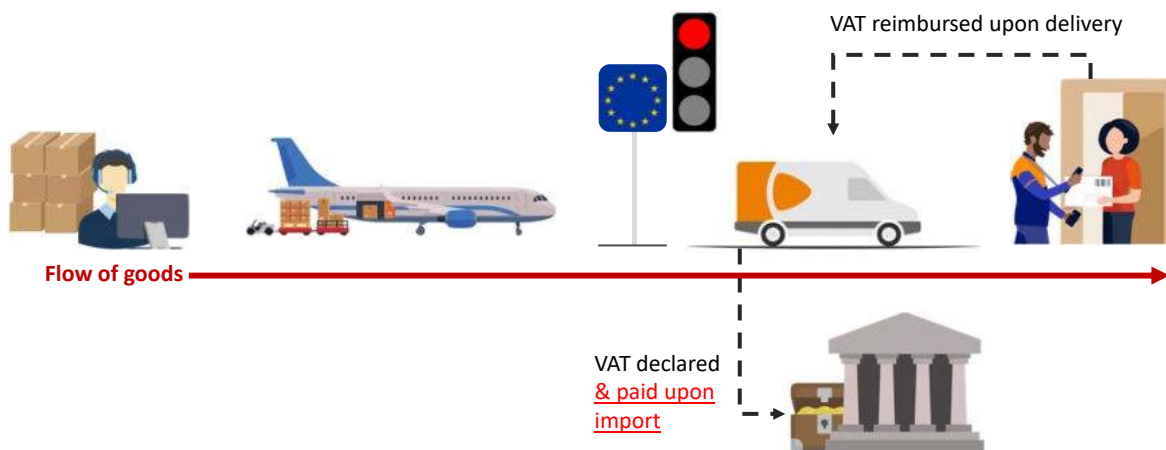 VAT reimbursed upon delivery
Flow of goods
VAT declared
& paid upon
import